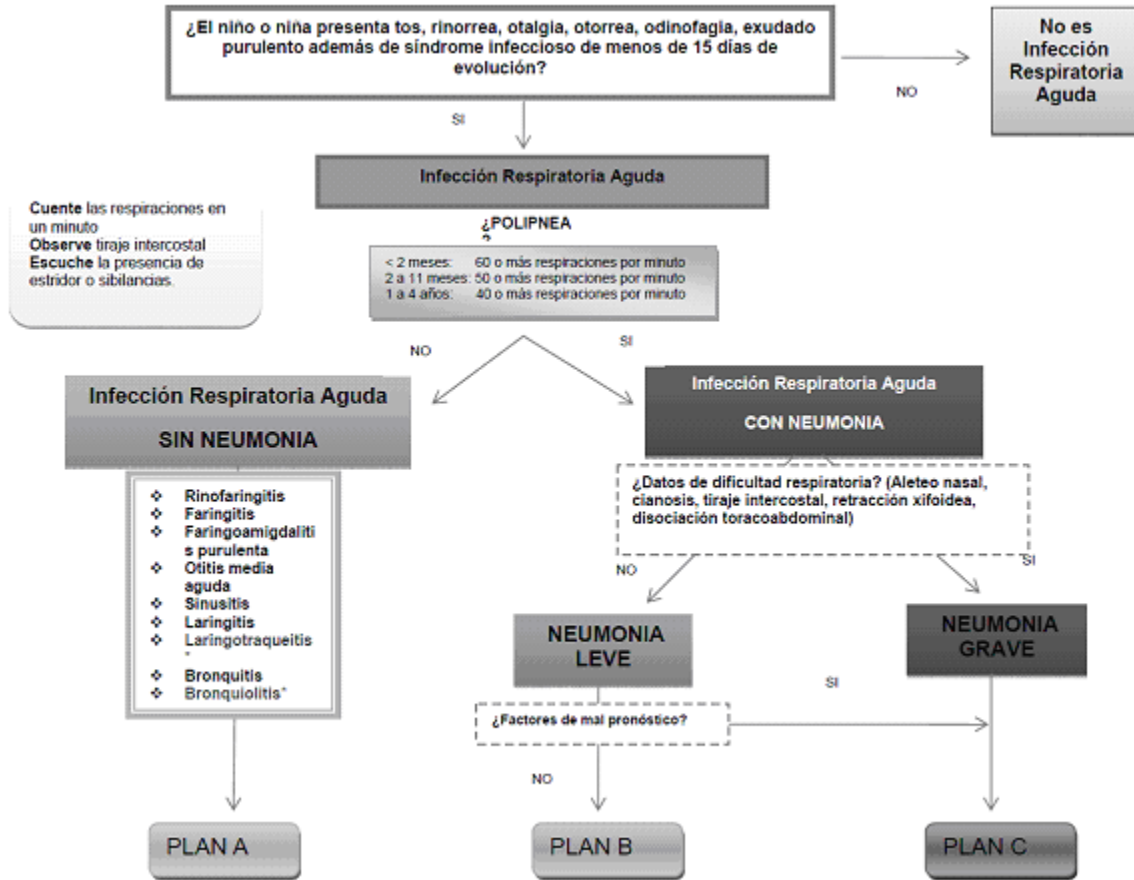 ¿El niño o niña presenta tos, rinorrea, otalgia, otorrea, odinofagia, exudado
purulento además de síndrome infeccioso de menos de 15 días de
evolución?
No es
Infección
Respiratoria
Aguda
NO
SI
Infección Respiratoria Aguda
Cuente las respiraciones en
un minuto
Observe tiraje intercostal
Escuche la presencia de
estridor o sibilancias.
¿POLIPNEA
?
< 2 meses: 60 o más respiraciones por minuto
2 a 11 meses: 50 o más respiraciones por minuto
1 a 4 años: 40 o más respiraciones por minuto
NO
SI
Infección Respiratoria Aguda
SIN NEUMONIA
Infección Respiratoria Aguda
CON NEUMONIA
❖ Rinofaringitis
❖ Faringitis
❖ Faringoamigdaliti
s purulenta
❖ Otitis media
aguda
❖ Sinusitis
❖ Laringitis
❖ Laringotraqueitis
*
❖ Bronquitis
❖ Bronquiolitis*
¿Datos de dificultad respiratoria? (Aleteo nasal,
cianosis, tiraje intercostal, retracción xifoidea,
disociación toracoabdominal)
NO
SI
NEUMONIA
LEVE
NEUMONIA
GRAVE
SI
¿Factores de mal pronóstico?
NO
PLAN A
PLAN B
PLAN C